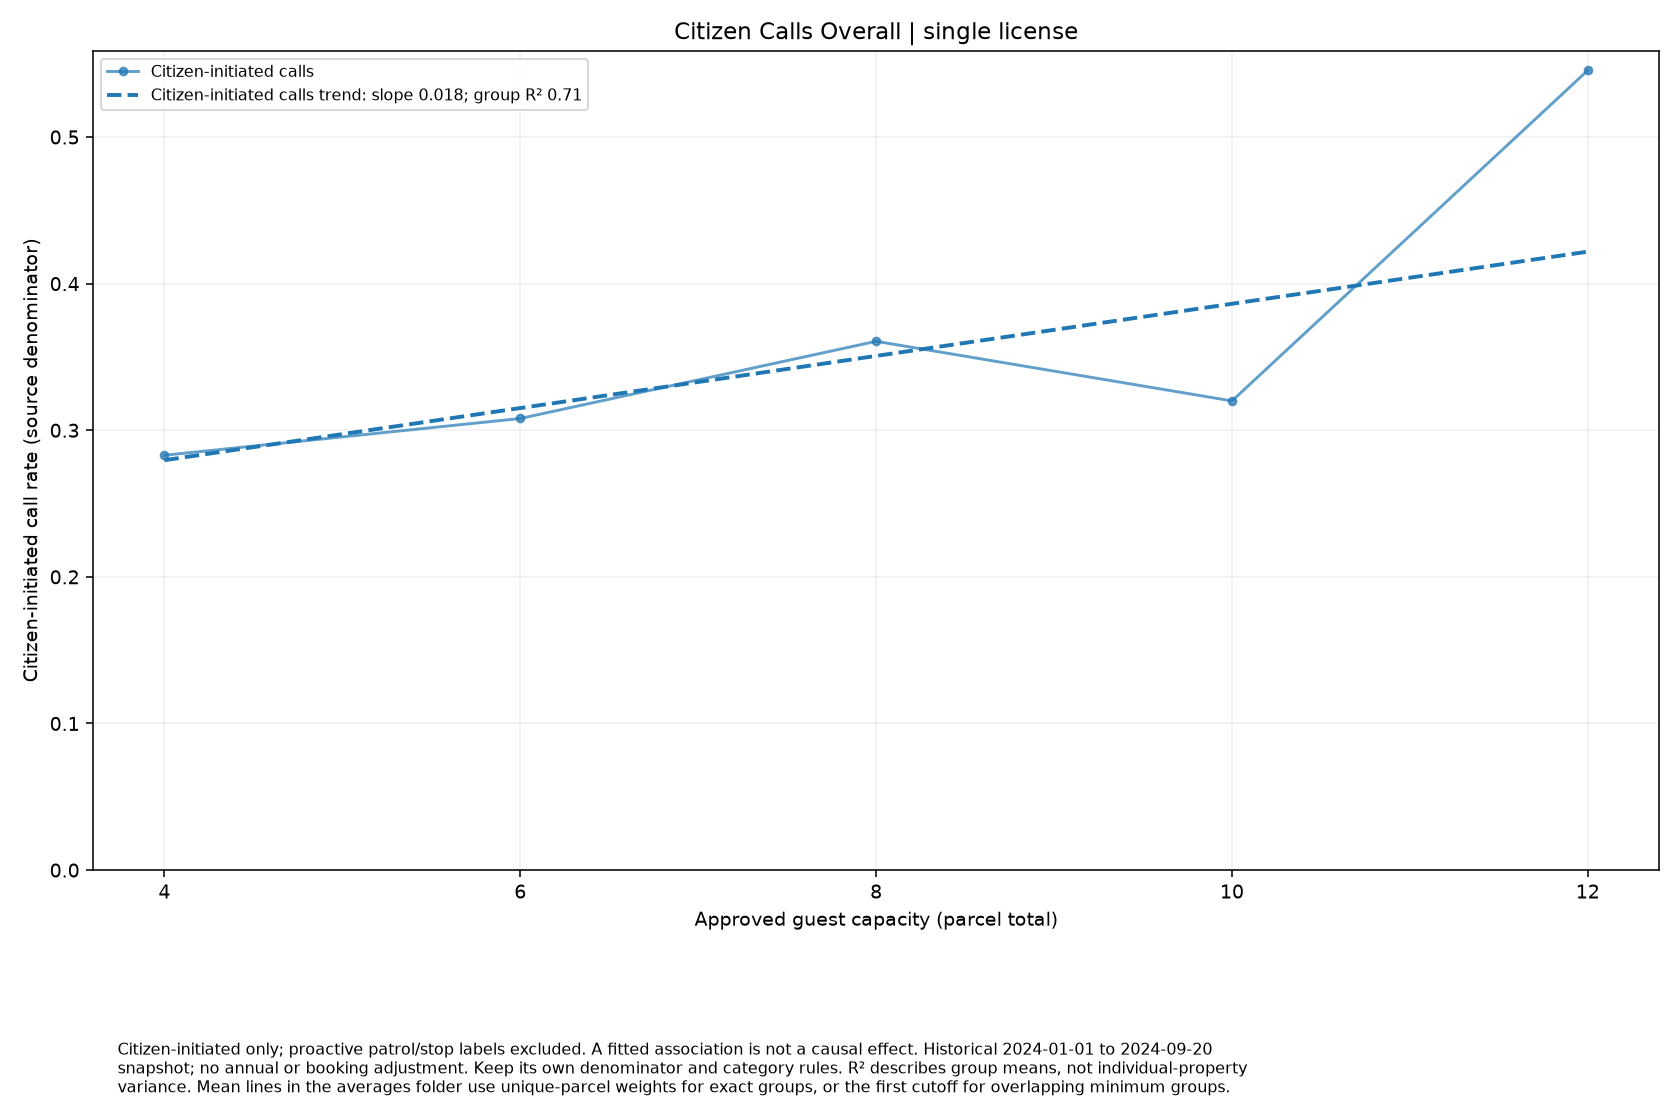 Citizen Calls Overall | single license
Citizen-initiated calls
Citizen-initiated calls trend: slope 0.018; group R² 0.71
Citizen-initiated call rate (source denominator)
0.5
0.4
0.3
0.2
0.1
0.0
4 6 8 10 12
Approved guest capacity (parcel total)
Citizen-initiated only; proactive patrol/stop labels excluded. A fitted association is not a causal effect. Historical 2024-01-01 to 2024-09-20
snapshot; no annual or booking adjustment. Keep its own denominator and category rules. R² describes group means, not individual-property
variance. Mean lines in the averages folder use unique-parcel weights for exact groups, or the first cutoff for overlapping minimum groups.